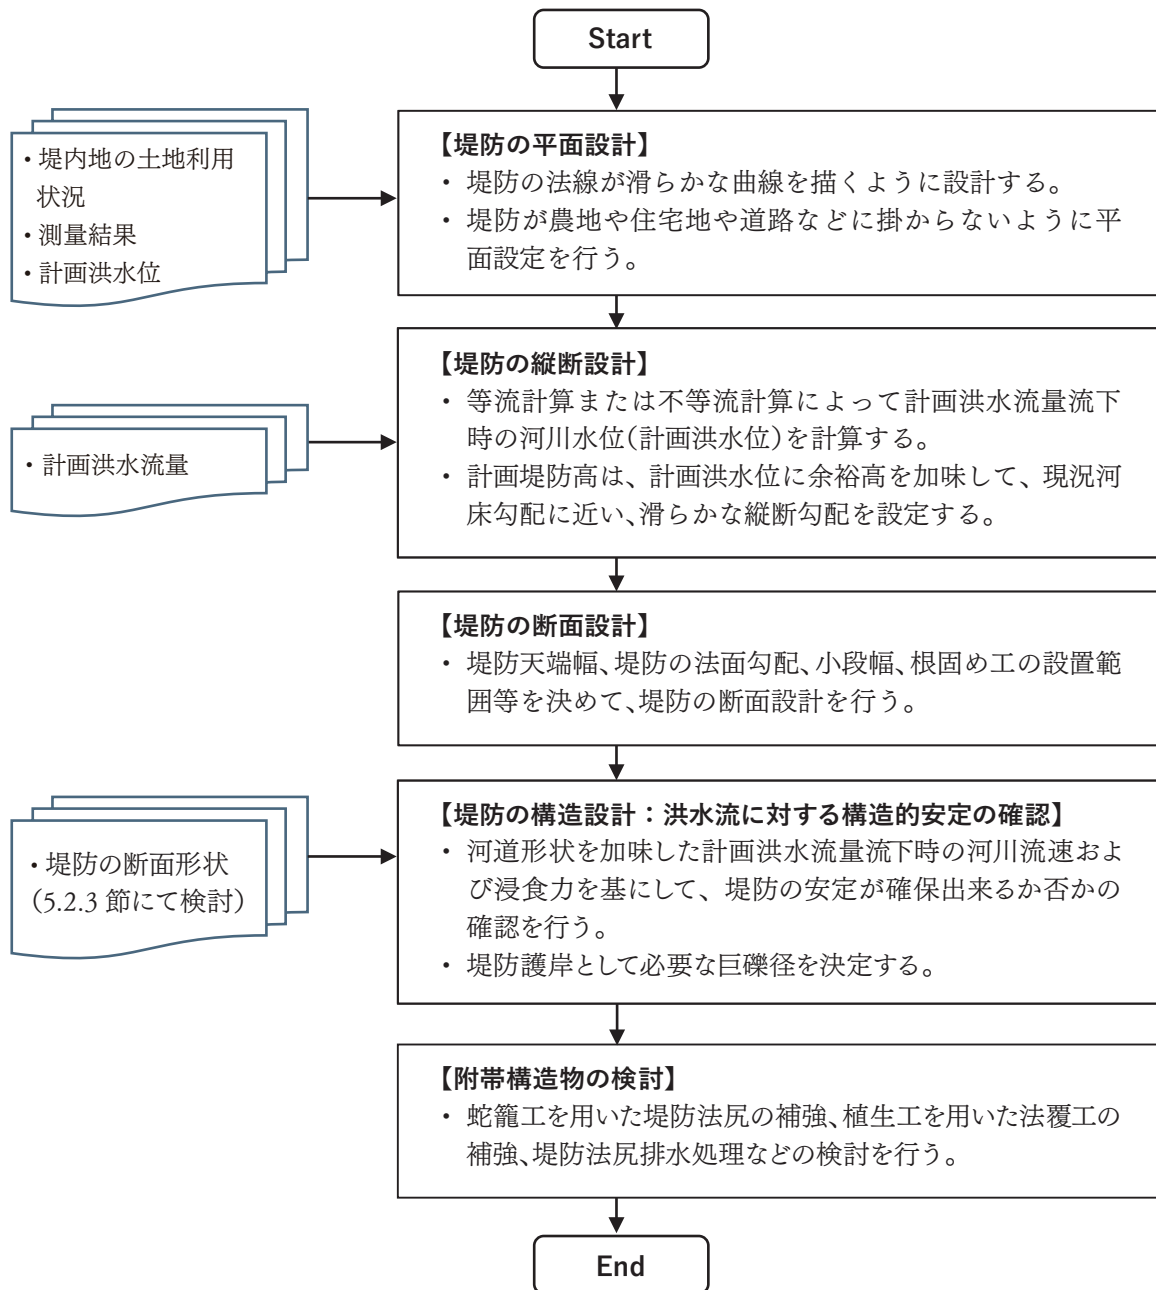 Start
・堤内地の土地利用
状況
・測量結果
・計画洪水位
【堤防の平面設計】
・ 堤防の法線が滑らかな曲線を描くように設計する。
・ 堤防が農地や住宅地や道路などに掛からないように平
面設定を行う。
・計画洪水流量
【堤防の縦断設計】
・ 等流計算または不等流計算によって計画洪水流量流下
時の河川水位(計画洪水位)を計算する。
・ 計画堤防高は、計画洪水位に余裕高を加味して、現況河
床勾配に近い、滑らかな縦断勾配を設定する。
【堤防の断面設計】
・ 堤防天端幅、堤防の法面勾配、小段幅、根固め工の設置範
囲等を決めて、堤防の断面設計を行う。
・堤防の断面形状
(5.2.3 節にて検討)
【堤防の構造設計：洪水流に対する構造的安定の確認】
・ 河道形状を加味した計画洪水流量流下時の河川流速およ
び浸食力を基にして、堤防の安定が確保出来るか否かの
確認を行う。
・ 堤防護岸として必要な巨礫径を決定する。
【附帯構造物の検討】
・ 蛇籠工を用いた堤防法尻の補強、植生工を用いた法覆工の
補強、堤防法尻排水処理などの検討を行う。
End